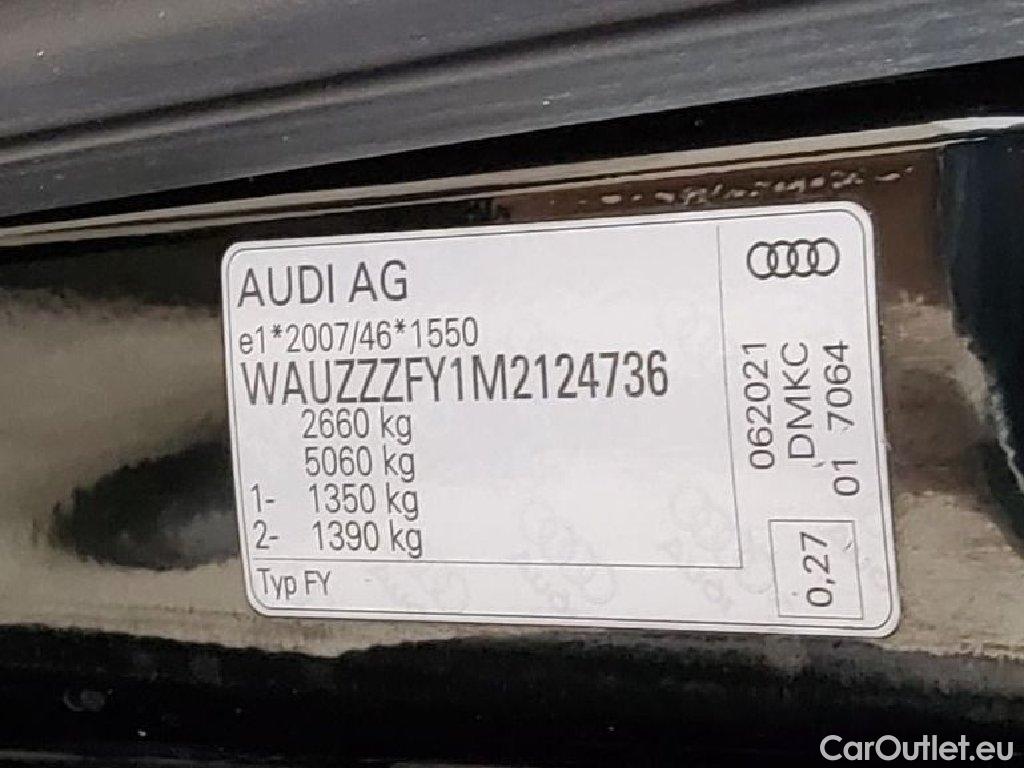 AUDI AG
e1*2007/46*1550
WAUZZZFY1M2124736
2660 kg
5060 kg
1- 1350 kg
2- 1390 kg
Typ FY
062021
DMKC
01 7064
0,27
CarOutlet.eu